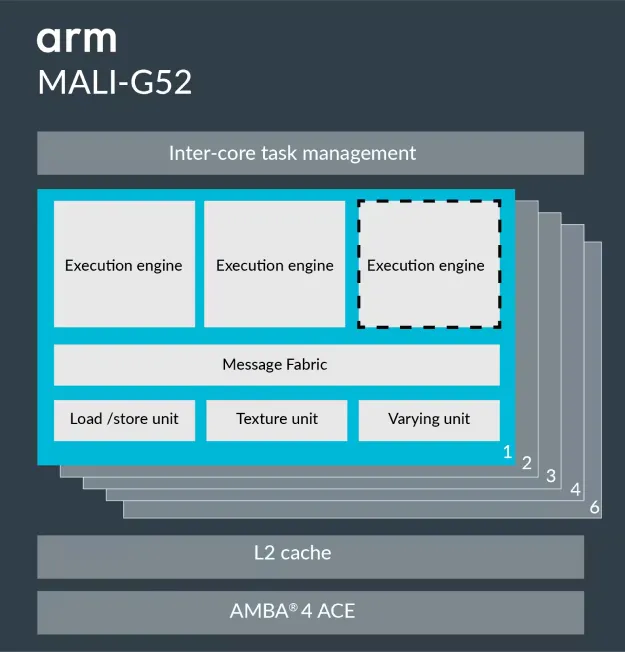 arm
MALI-G52
Inter-core task management
Execution engine
Execution engine
Execution engine
Message Fabric
Load /store unit
Texture unit
Varying unit
1
2
3
4
6
L2 cache
AMBA® 4 ACE